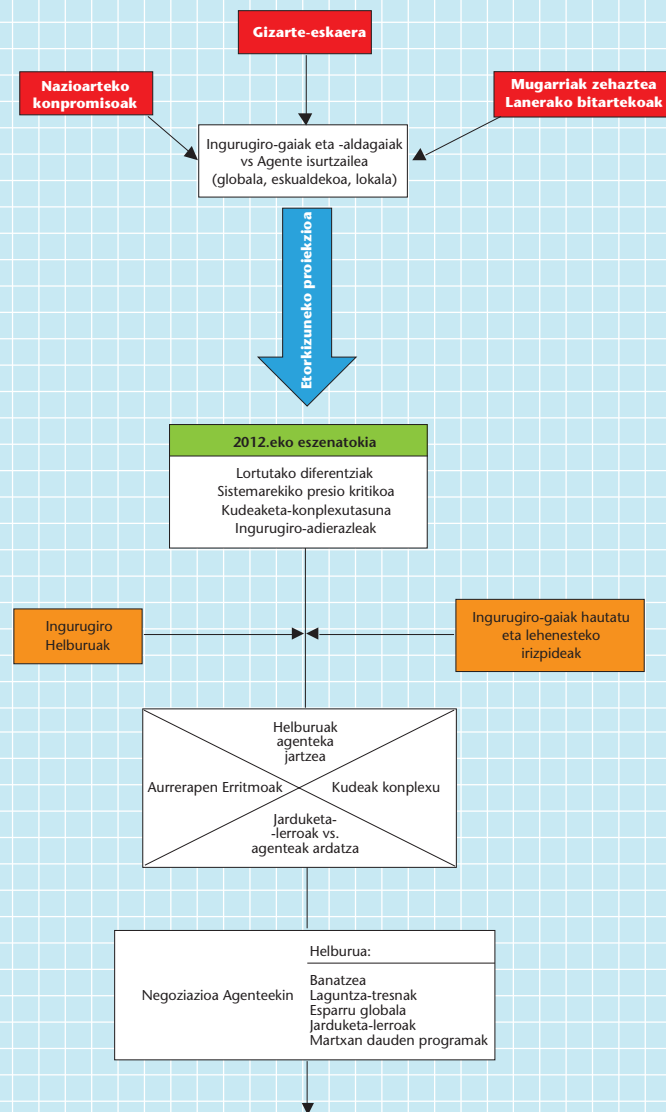 Gizarte-eskaera
Nazioarteko
konpromisoak
Mugarriak zehaztea
Lanerako bitartekoak
Ingurugiro-gaiak eta -aldagaiak
vs Agente isurtzailea
(globala, eskualdekoa, lokala)
Etorkizuneko proiekzioa
2012.eko eszenatokia
Lortutako diferentziak
Sistemarekiko presio kritikoa
Kudeaketa-konplexutasuna
Ingurugiro-adierazleak
Ingurugiro
Helburuak
Ingurugiro-gaiak hautatu
eta lehenesteko
irizpideak
Helburuak
agenteka
jartzea
Aurrerapen Erritmoak
Kudeak konplexu
Jarduketa-
-lerroak vs.
agenteak ardatza
Negoziazioa Agenteekin
Helburua:
Banatzea
Laguntza-tresnak
Esparru globala
Jarduketa-lerroak
Martxan dauden programak